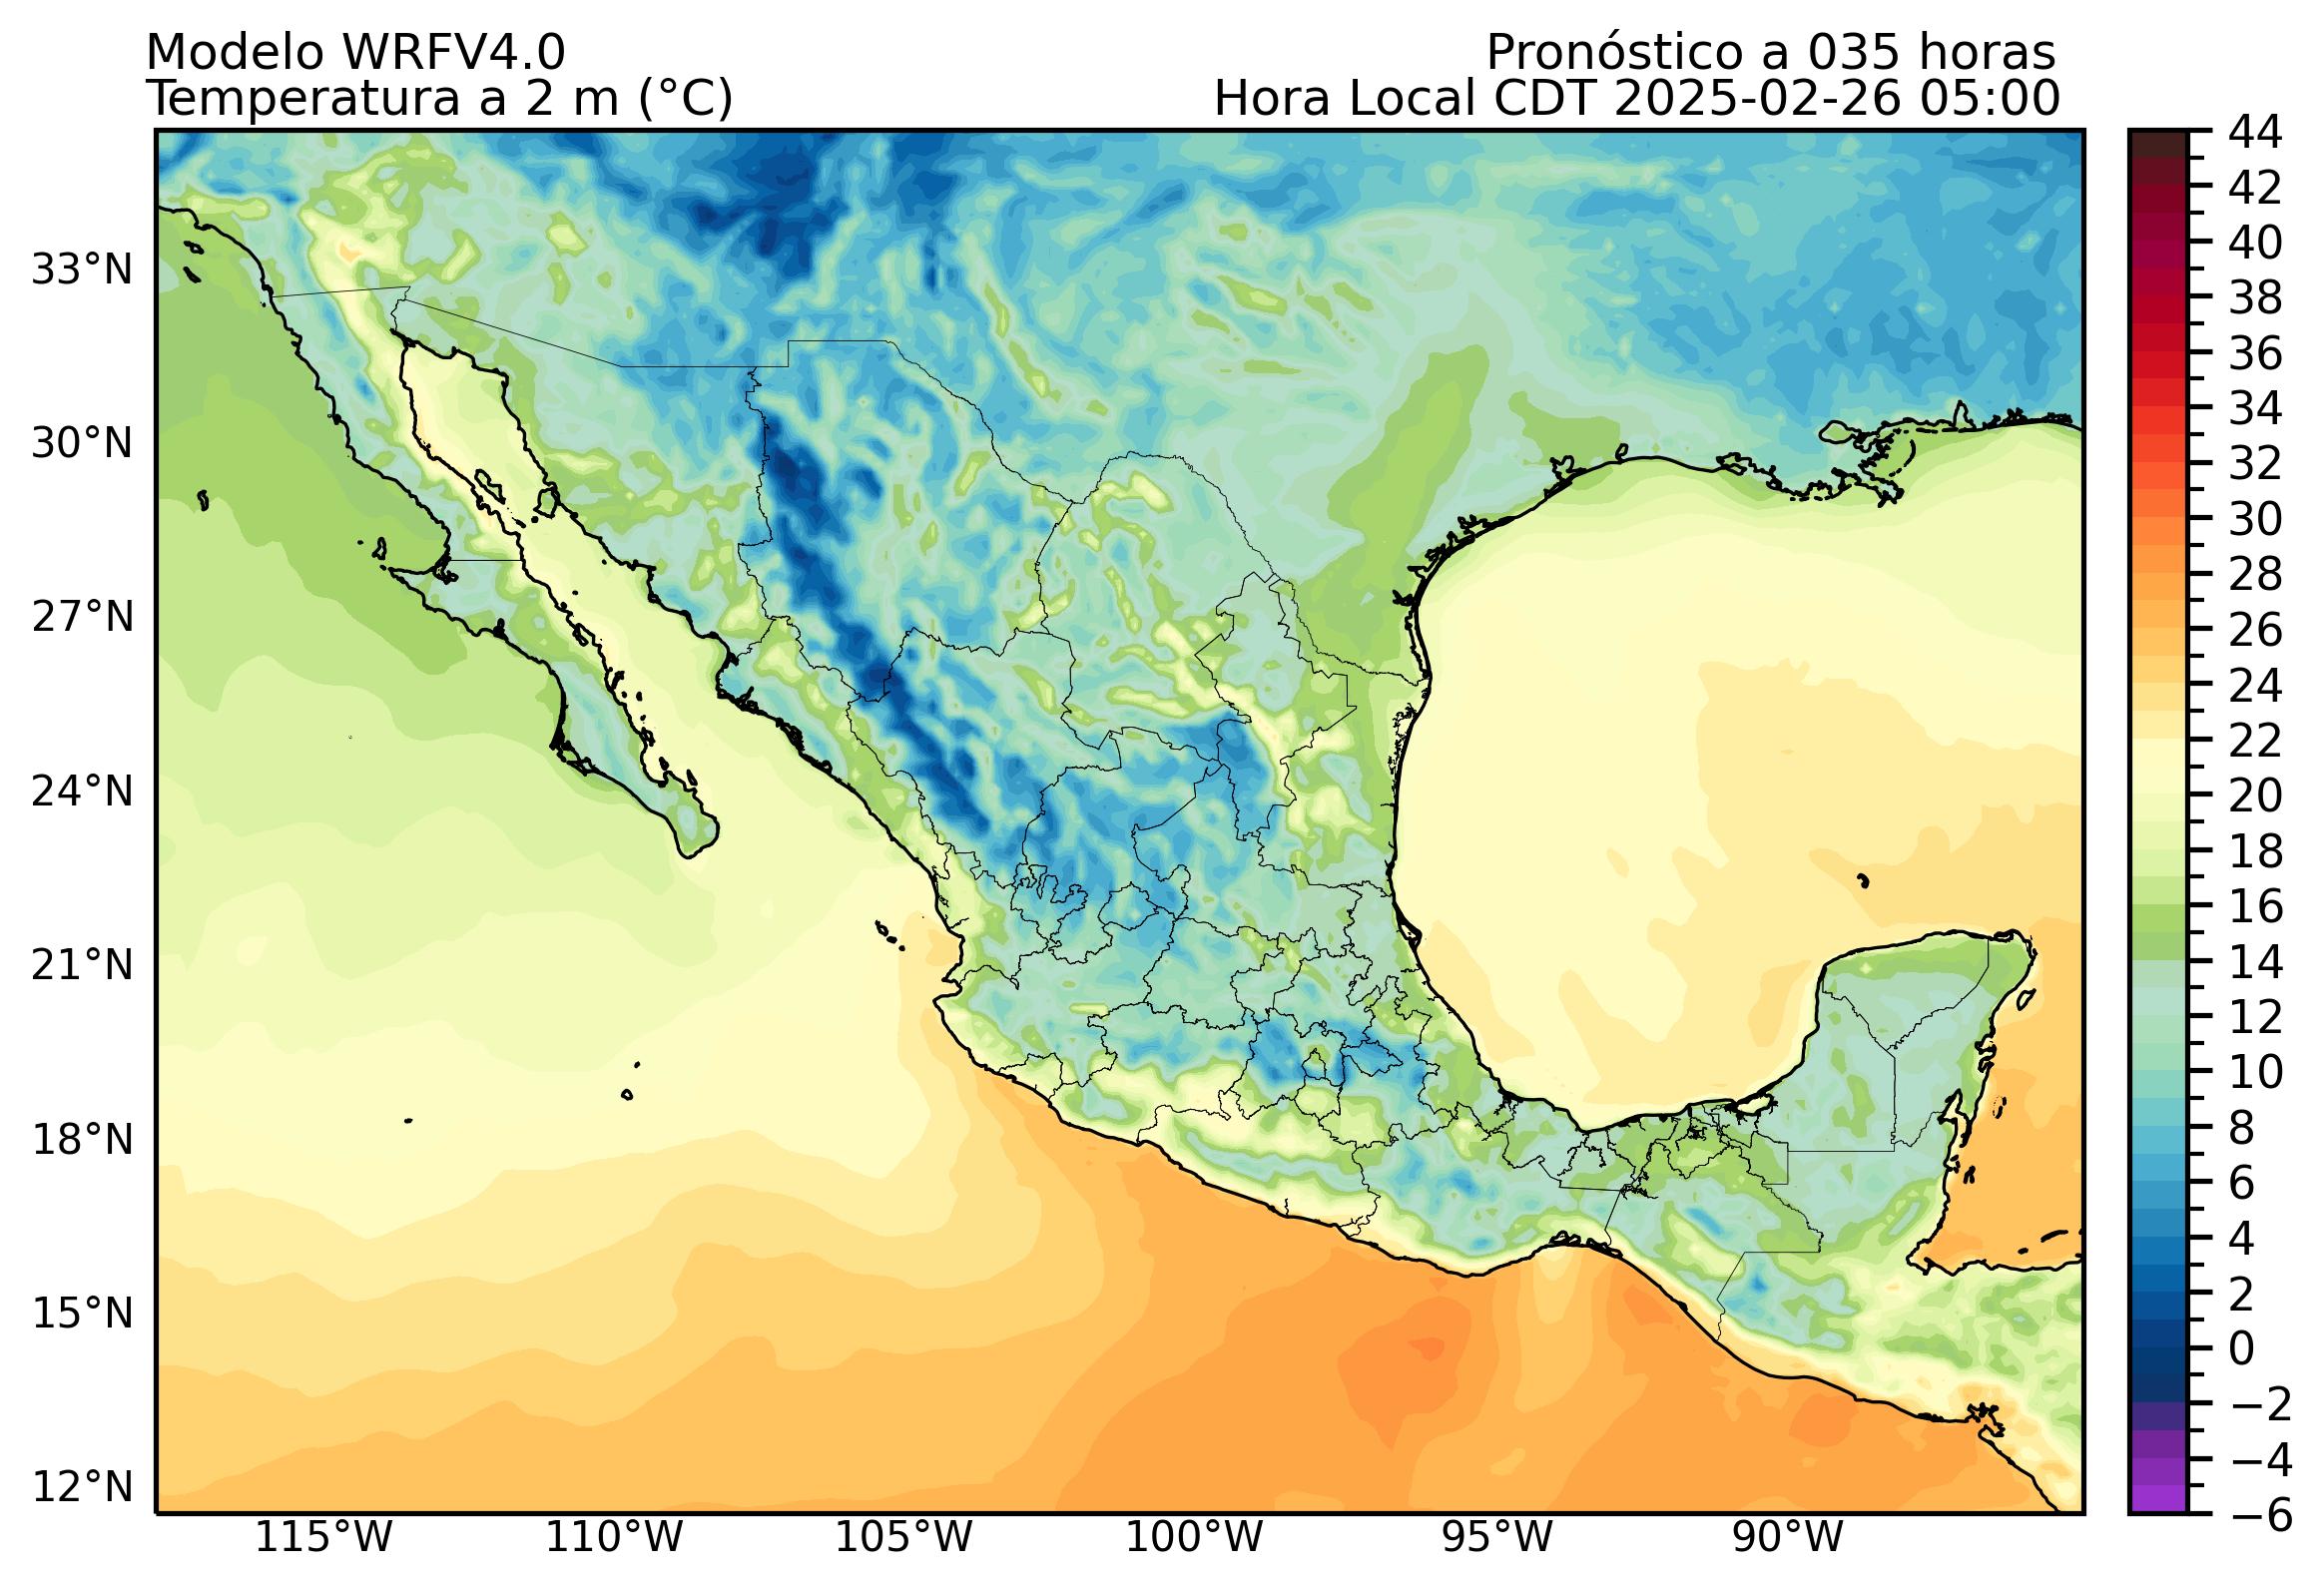 Modelo WRFV4.0
Pronóstico a 035 horas
Temperatura a 2 m (°C)
Hora Local CDT 2025-02-26 05:00
33°N
30°N
27°N
24°N
21°N
18°N
15°N
12°N
115°W
110°W
105°W
100°W
95°W
90°W
44
42
40
38
36
34
32
30
28
26
24
22
20
18
16
14
12
10
8
6
4
2
0
−2
−4
−6